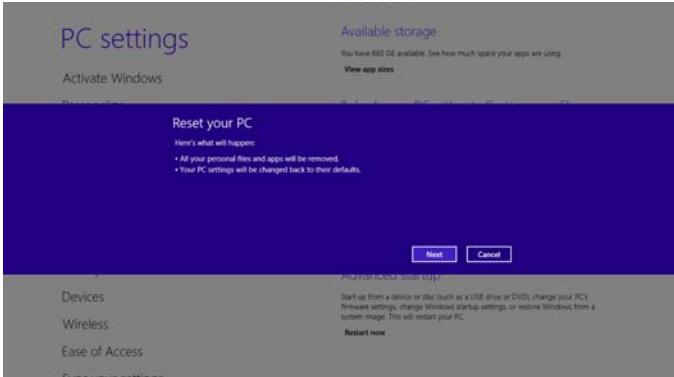 PC settings
Activate Windows
Available storage
You have 660 GB available. See how much space your apps are using.
View app sizes
Reset your PC
Here's what will happen:
• All your personal files and apps will be removed.
• Your PC settings will be changed back to their defaults.
Next
Cancel
Devices
Wireless
Ease of Access
Advanced startup
Start up from a device or disc (such as a USB drive or DVD), change your PC's
firmware settings, change Windows startup settings, or restore Windows from a
system image. This will restart your PC.
Restart now